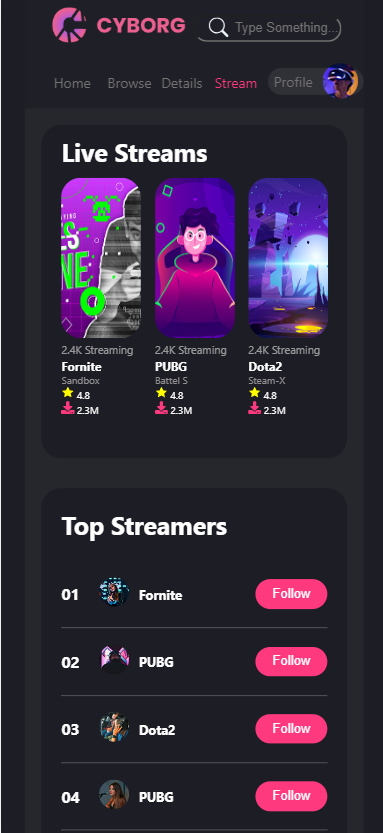 CYBORG
Type Something...
Home Browse Details Stream Profile
Live Streams
2.4K Streaming 2.4K Streaming 2.4K Streaming
Fornite PUBG Dota2
Sandbox Battel S Steam-X
4.8 4.8 4.8
2.3M 2.3M 2.3M
Top Streamers
01 Fornite Follow
02 PUBG Follow
03 Dota2 Follow
04 PUBG Follow